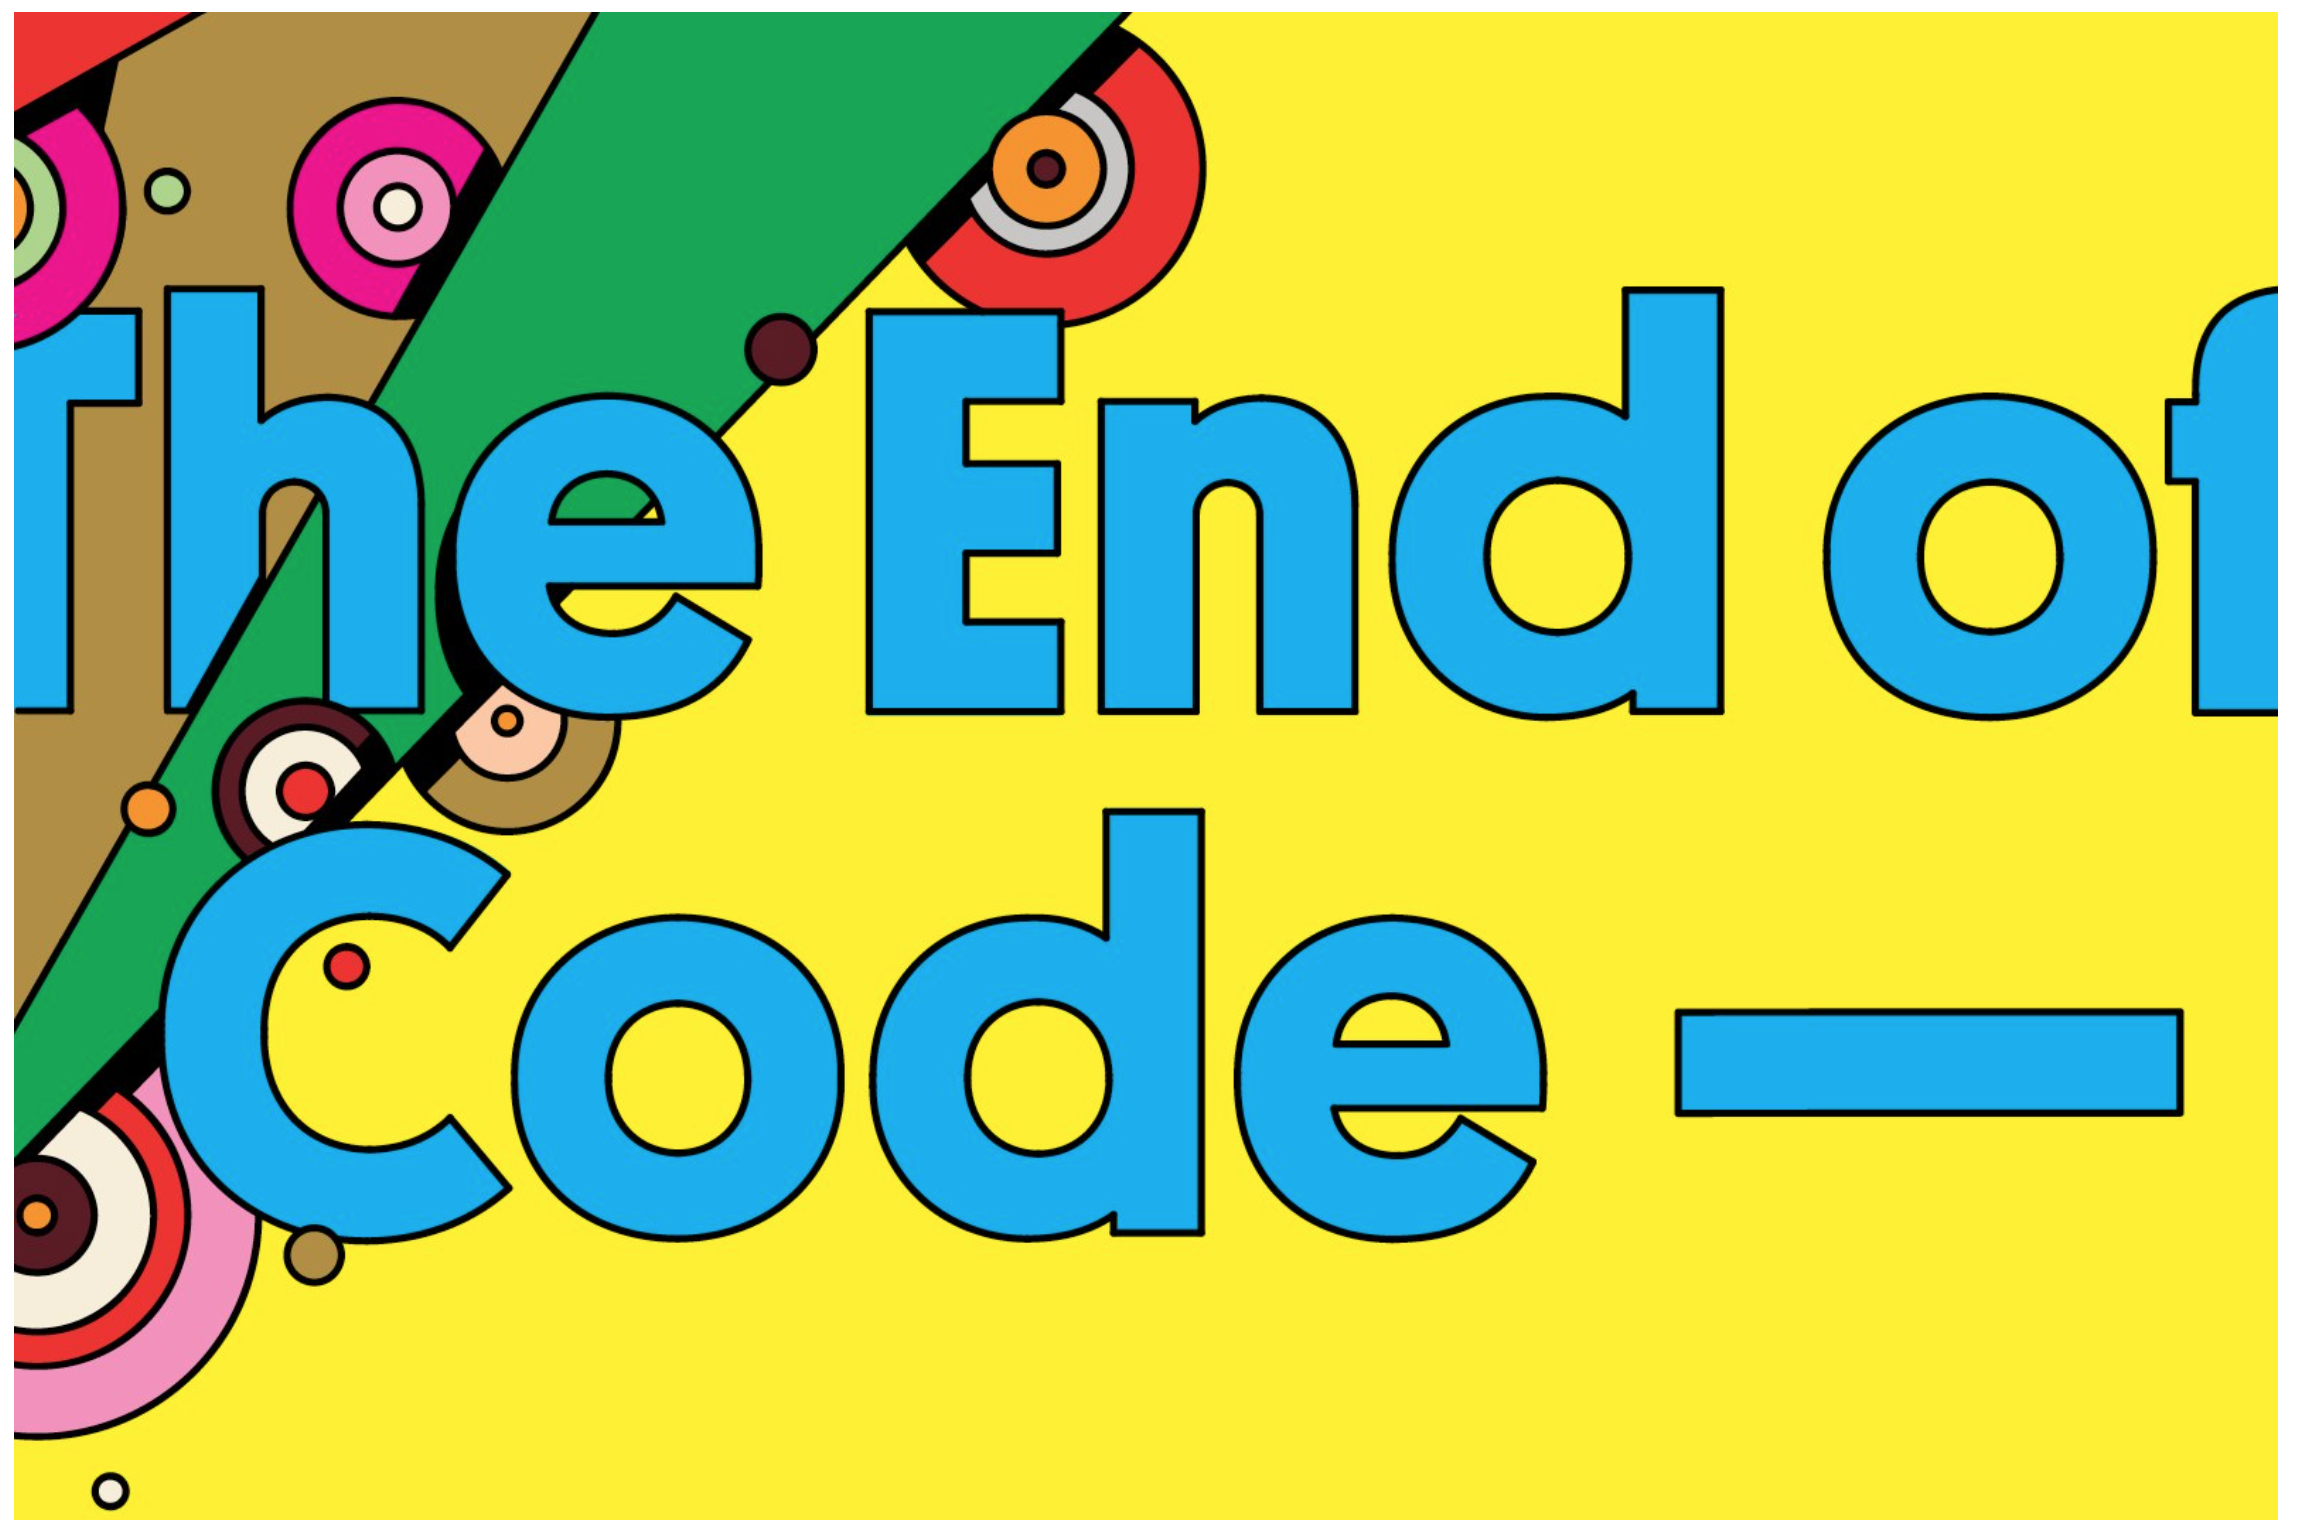 The End of
Code —